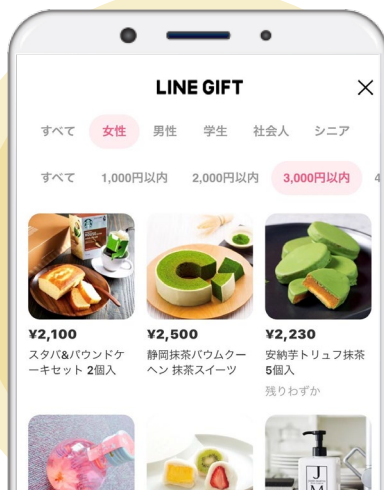 LINE GIFT
すべて 女性 男性 学生 社会人 シニア
すべて 1,000円以内 2,000円以内 3,000円以内 4
¥2,100 ¥2,500 ¥2,230
スタバ&パウンドケ 静岡抹茶バウムクー 安納芋トリュフ抹茶
ーキセット 2個入 ヘン 抹茶スイーツ 5個入
残りわずか
J
M